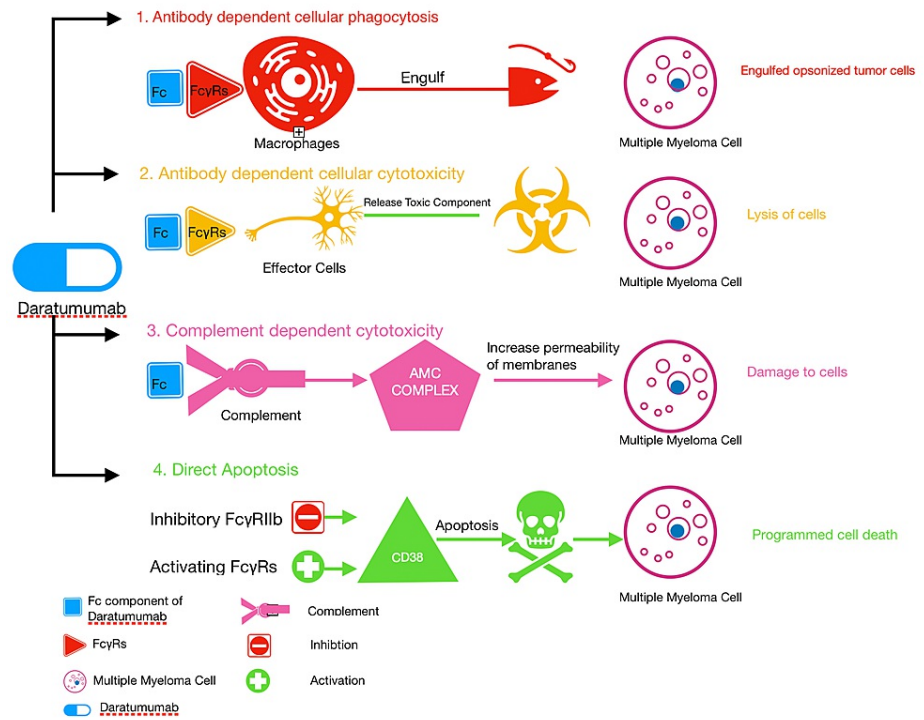 1. Antibody dependent cellular phagocytosis
Fc
FcγRs
Engulf
Macrophages
Multiple Myeloma Cell
Engulfed opsonized tumor cells
2. Antibody dependent cellular cytotoxicity
Fc
FcγRs
Release Toxic Component
Effector Cells
Multiple Myeloma Cell
Lysis of cells
Daratumumab
3. Complement dependent cytotoxicity
Fc
Complement
AMC
COMPLEX
Increase permeability
of membranes
Multiple Myeloma Cell
Damage to cells
4. Direct Apoptosis
Inhibitory FcγRIIb
Activating FcγRs
CD38
Apoptosis
Multiple Myeloma Cell
Programmed cell death
Fc component of
Daratumumab
Complement
FcγRs
Inhibtion
Multiple Myeloma Cell
Activation
Daratumumab